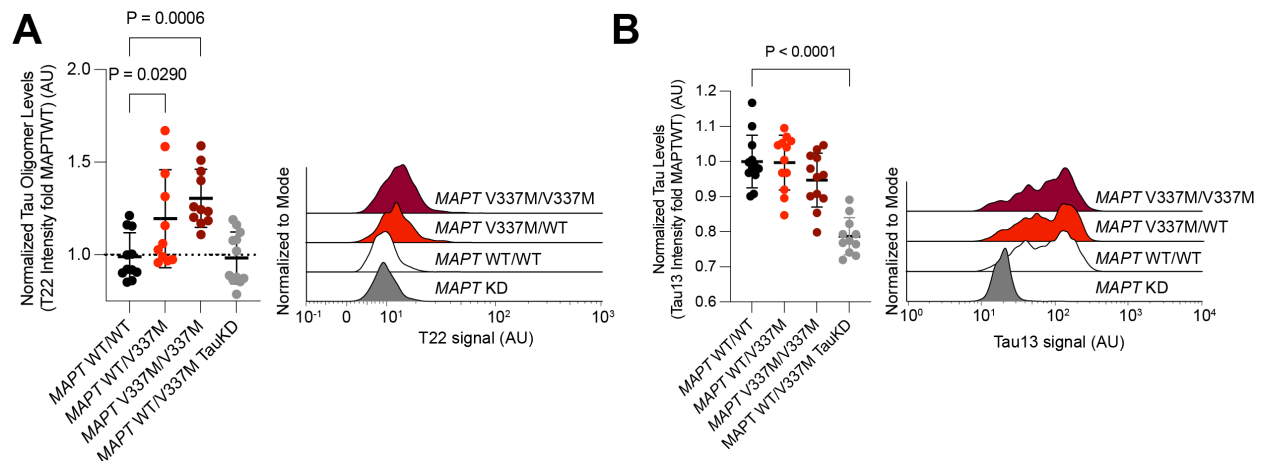 A
P = 0.0006
P = 0.0290
Normalized Tau Oligomer Levels
(T22 Intensity fold MAPTWT) (AU)
2.0
1.5
1.0
MAPT WT/WT
MAPT WT/V337M
MAPT V337M/V337M
MAPT WT/V337M TauKD
Normalized to Mode
MAPT V337M/V337M
MAPT V337M/WT
MAPT WT/WT
MAPT KD
10-1 0 10¹ 10² 10³
T22 signal (AU)
B
P < 0.0001
Normalized Tau Levels
(Tau13 Intensity fold MAPTWT) (AU)
1.2
1.1
1.0
0.9
0.8
0.7
0.6
MAPT WT/WT
MAPT WT/V337M
MAPT V337M/V337M
MAPT WT/V337M TauKD
Normalized to Mode
MAPT V337M/V337M
MAPT V337M/WT
MAPT WT/WT
MAPT KD
10⁰ 10¹ 10² 10³ 10⁴
Tau13 signal (AU)